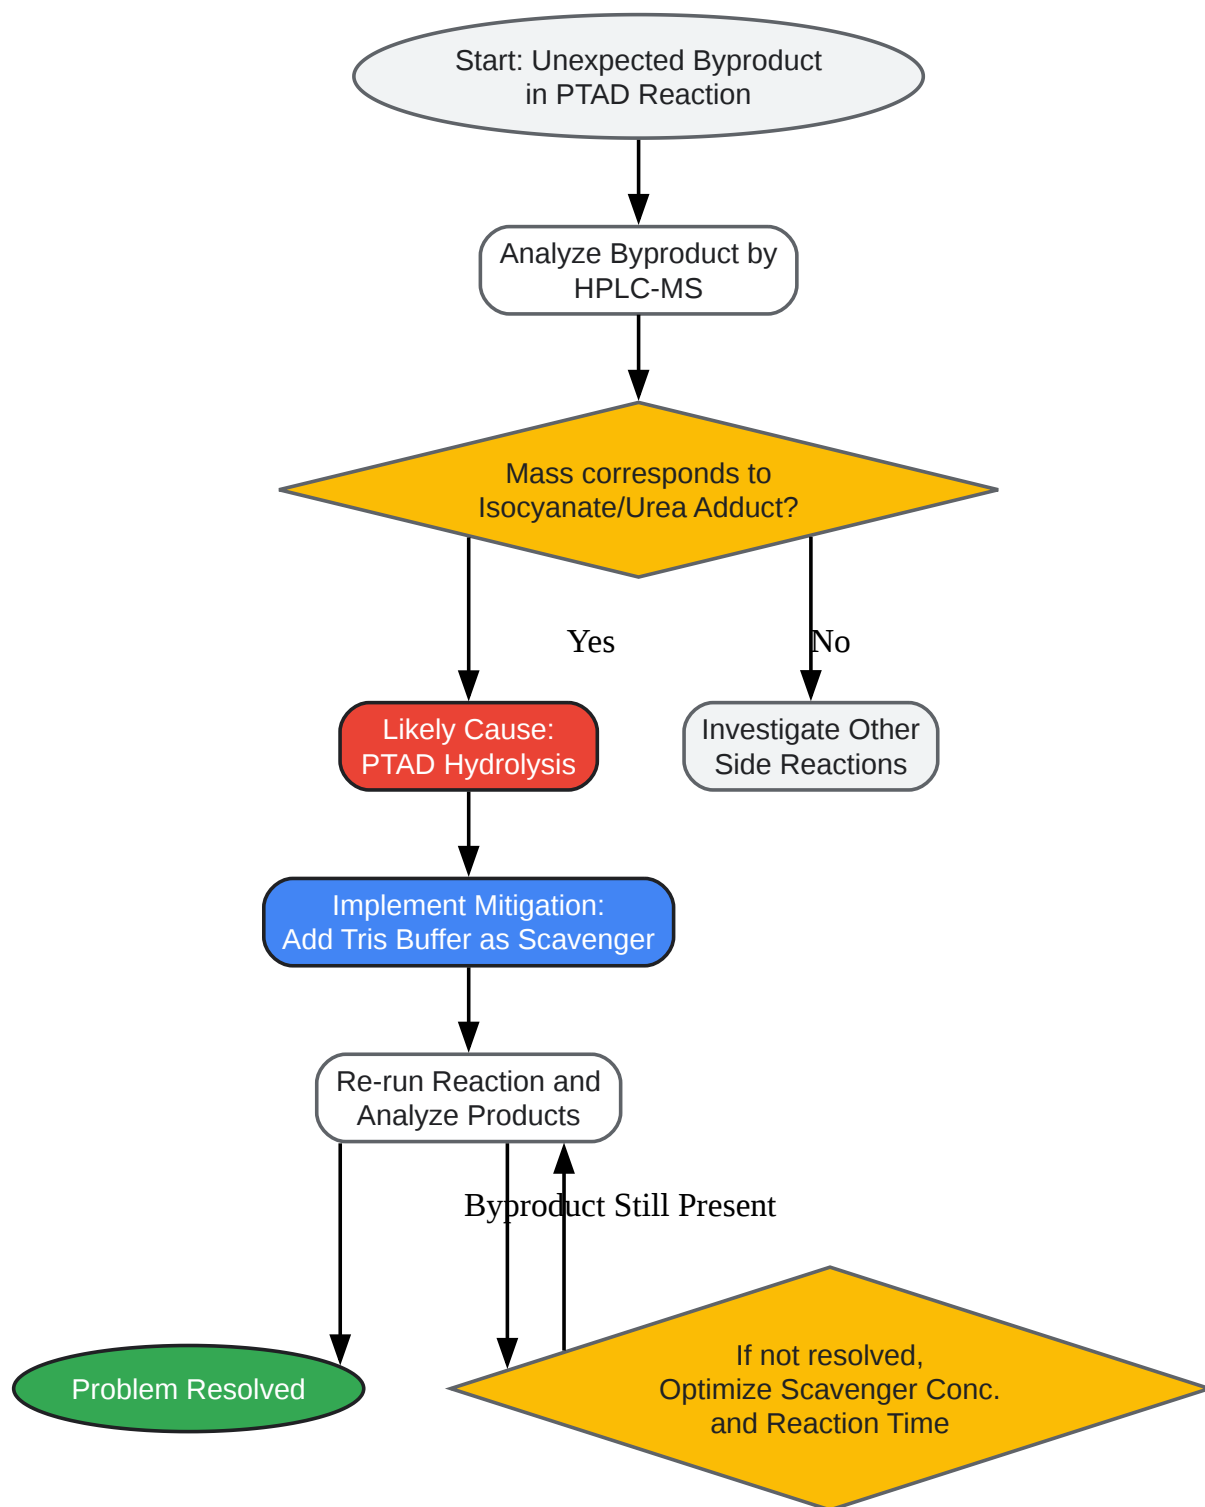 Start: Unexpected Byproduct
in PTAD Reaction
Analyze Byproduct by
HPLC-MS
Mass corresponds to
Isocyanate/Urea Adduct?
Yes
No
Likely Cause:
PTAD Hydrolysis
Investigate Other
Side Reactions
Implement Mitigation:
Add Tris Buffer as Scavenger
Re-run Reaction and
Analyze Products
Byproduct Still Present
Problem Resolved
If not resolved,
Optimize Scavenger Conc.
and Reaction Time